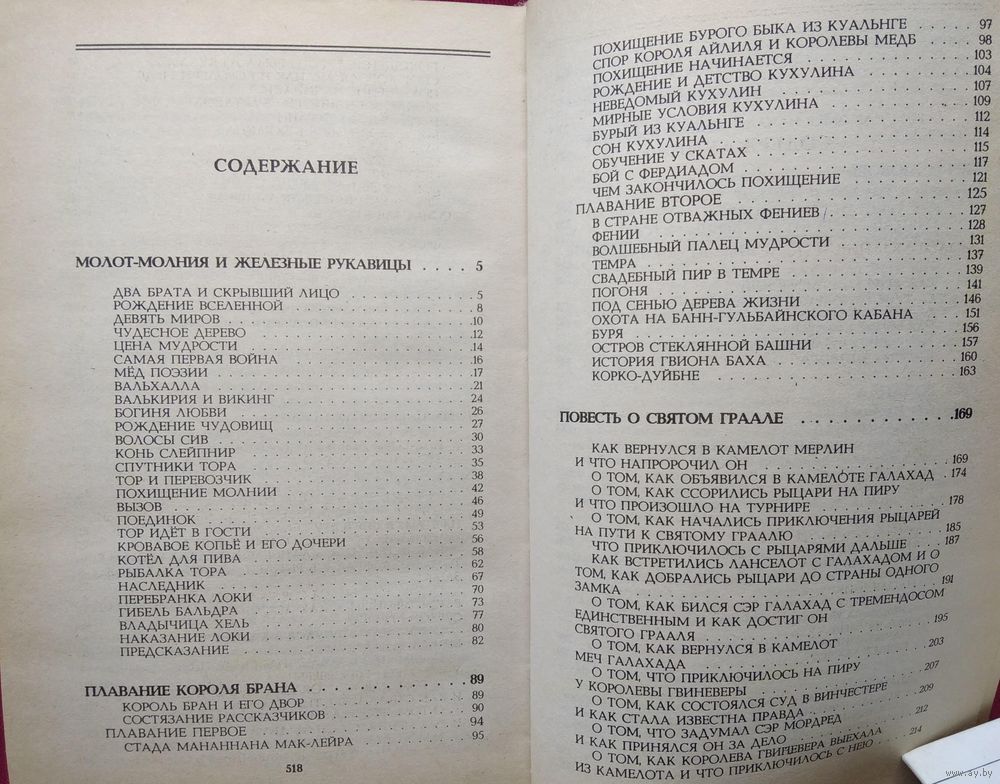 СОДЕРЖАНИЕ
МОЛОТ-МОЛНИЯ И ЖЕЛЕЗНЫЕ РУКАВИЦЫ . . . . 5
ДВА БРАТА И СКРЫВШИЙ ЛИЦО . . . 5
РОЖДЕНИЕ ВСЕЛЕННОЙ . . . 8
ДЕВЯТЬ МИРОВ . . . 10
ЧУДЕСНОЕ ДЕРЕВО . . . 12
ЦЕНА МУДРОСТИ . . . 14
САМАЯ ПЕРВАЯ ВОЙНА . . . 16
МЁД ПОЭЗИИ . . . 17
ВАЛЬХАЛЛА . . . 21
ВАЛЬКИРИЯ И ВИКИНГ . . . 24
БОГИНЯ ЛЮБВИ . . . 26
РОЖДЕНИЕ ЧУДОВИЩ . . . 27
ВОЛОСЫ СИВ . . . 30
КОНЬ СЛЕЙПНИР . . . 33
СПУТНИКИ ТОРА . . . 35
ТОР И ПЕРЕВОЗЧИК . . . 38
ПОХИЩЕНИЕ МОЛНИИ . . . 42
ВЫЗОВ . . . 46
ПОЕДИНОК . . . 49
ТОР ИДЁТ В ГОСТИ . . . 53
КРОВАВОЕ КОПЬЁ И ЕГО ДОЧЕРИ . . . 56
КОТЁЛ ДЛЯ ПИВА . . . 58
РЫБАЛКА ТОРА . . . 62
НАСЛЕДНИК . . . 67
ПЕРЕБРАНКА ЛОКИ . . . 70
ГИБЕЛЬ БАЛЬДРА . . . 73
ВЛАДЫЧИЦА ХЕЛЬ . . . 77
НАКАЗАНИЕ ЛОКИ . . . 80
ПРЕДСКАЗАНИЕ . . . 82
ПЛАВАНИЕ КОРОЛЯ БРАНА . . . 89
КОРОЛЬ БРАН И ЕГО ДВОР . . . 89
СОСТЯЗАНИЕ РАССКАЗЧИКОВ . . . 90
ПЛАВАНИЕ ПЕРВОЕ . . . 94
СТАДА МАНАННАНА МАК-ЛЕЙРА . . . 95
518
ПОХИЩЕНИЕ БУРОГО БЫКА ИЗ КУАЛЬНГЕ . . . 97
СПОР КОРОЛЯ АЙЛИЛЯ И КОРОЛЕВЫ МЕДБ . . . 98
ПОХИЩЕНИЕ НАЧИНАЕТСЯ . . . 103
РОЖДЕНИЕ И ДЕТСТВО КУХУЛИНА . . . 104
НЕВЕДОМЫЙ КУХУЛИН . . . 107
МИРНЫЕ УСЛОВИЯ КУХУЛИНА . . . 109
БУРЫЙ ИЗ КУАЛЬНГЕ . . . 112
СОН КУХУЛИНА . . . 114
ОБУЧЕНИЕ У СКАТАХ . . . 115
БОЙ С ФЕРДИАДОМ . . . 117
ЧЕМ ЗАКОНЧИЛОСЬ ПОХИЩЕНИЕ . . . 121
ПЛАВАНИЕ ВТОРОЕ . . . 125
В СТРАНЕ ОТВАЖНЫХ ФЕНИЕВ . . . 127
ФЕНИИ . . . 128
ВОЛШЕБНЫЙ ПАЛЕЦ МУДРОСТИ . . . 131
ТЕМРА . . . 137
СВАДЕБНЫЙ ПИР В ТЕМРЕ . . . 139
ПОГОНЯ . . . 141
ПОД СЕНЬЮ ДЕРЕВА ЖИЗНИ . . . 146
ОХОТА НА БАНН-ГУЛЬБАЙНСКОГО КАБАНА . . . 151
БУРЯ . . . 156
ОСТРОВ СТЕКЛЯННОЙ БАШНИ . . . 157
ИСТОРИЯ ГВИОНА БАХА . . . 160
КОРКО-ДУЙБНЕ . . . 163
ПОВЕСТЬ О СВЯТОМ ГРААЛЕ . . . 169
КАК ВЕРНУЛСЯ В КАМЕЛОТ МЕРЛИН
И ЧТО НАПРОРОЧИЛ ОН . . . 169
О ТОМ, КАК ОБЪЯВИЛСЯ В КАМЕЛОТЕ ГАЛАХАД . 174
О ТОМ, КАК ССОРИЛИСЬ РЫЦАРИ НА ПИРУ
И ЧТО ПРОИЗОШЛО НА ТУРНИРЕ . . . 178
О ТОМ, КАК НАЧАЛИСЬ ПРИКЛЮЧЕНИЯ РЫЦАРЕЙ
НА ПУТИ К СВЯТОМУ ГРААЛЮ . . . 185
ЧТО ПРИКЛЮЧИЛОСЬ С РЫЦАРЯМИ ДАЛЬШЕ . . . 187
КАК ВСТРЕТИЛИСЬ ЛАНСЕЛОТ С ГАЛАХАДОМ И О
ТОМ, КАК ДОБРАЛИСЬ РЫЦАРИ ДО СТРАНЫ ОДНОГО
ЗАМКА . . . 191
О ТОМ, КАК БИЛСЯ СЭР ГАЛАХАД С ТРЕМЕНДОСОМ
ЕДИНСТВЕННЫМ И КАК ДОСТИГ ОН
СВЯТОГО ГРААЛЯ . . . 195
О ТОМ, КАК ВЕРНУЛСЯ В КАМЕЛОТ
МЕЧ ГАЛАХАДА . . . 203
О ТОМ, ЧТО ПРИКЛЮЧИЛОСЬ НА ПИРУ
У КОРОЛЕВЫ ГВИНЕВЕРЫ . . . 207
О ТОМ, КАК СОСТОЯЛСЯ СУД В ВИНЧЕСТЕРЕ
И КАК СТАЛА ИЗВЕСТНА ПРАВДА . . . 209
О ТОМ, ЧТО ЗАДУМАЛ СЭР МОРДРЕД
И КАК ПРИНЯЛСЯ ОН ЗА ДЕЛО . . . 212
О ТОМ, КАК КОРОЛЕВА ГВИНЕВЕРА ВЫЕХАЛА
ИЗ КАМЕЛОТА И ЧТО ПРИКЛЮЧИЛОСЬ С НЕЮ . . . 214
www.ay.by